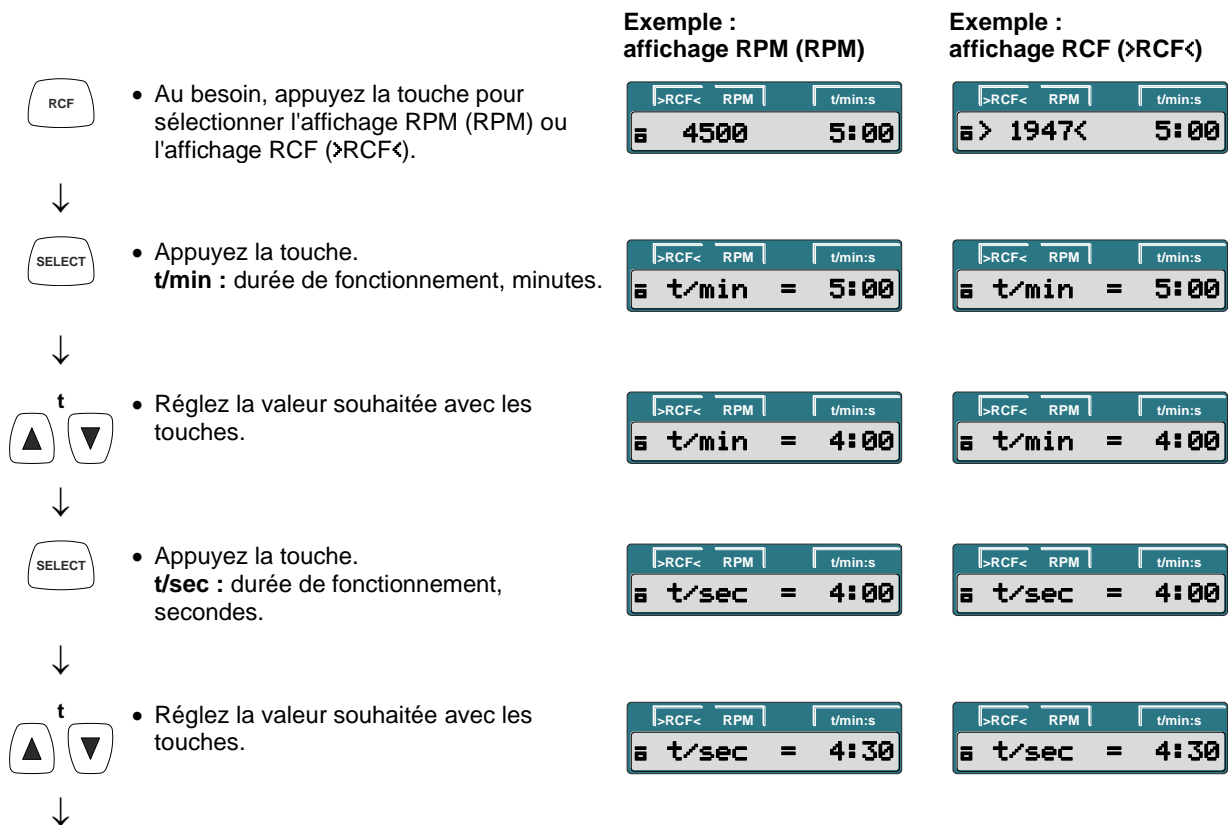 Exemple :
affichage RPM (RPM)
Exemple :
affichage RCF (>RCF<)
RCF
• Au besoin, appuyez la touche pour
sélectionner l'affichage RPM (RPM) ou
l'affichage RCF (>RCF<).
>RCF< RPM t/min:s
4500 5:00
>RCF< RPM t/min:s
> 1947< 5:00
↓
SELECT
• Appuyez la touche.
t/min : durée de fonctionnement, minutes.
>RCF< RPM t/min:s
t/min = 5:00
>RCF< RPM t/min:s
t/min = 5:00
↓
t
▲ ▼
• Réglez la valeur souhaitée avec les
touches.
>RCF< RPM t/min:s
t/min = 4:00
>RCF< RPM t/min:s
t/min = 4:00
↓
SELECT
• Appuyez la touche.
t/sec : durée de fonctionnement,
secondes.
>RCF< RPM t/min:s
t/sec = 4:00
>RCF< RPM t/min:s
t/sec = 4:00
↓
t
▲ ▼
• Réglez la valeur souhaitée avec les
touches.
>RCF< RPM t/min:s
t/sec = 4:30
>RCF< RPM t/min:s
t/sec = 4:30
↓